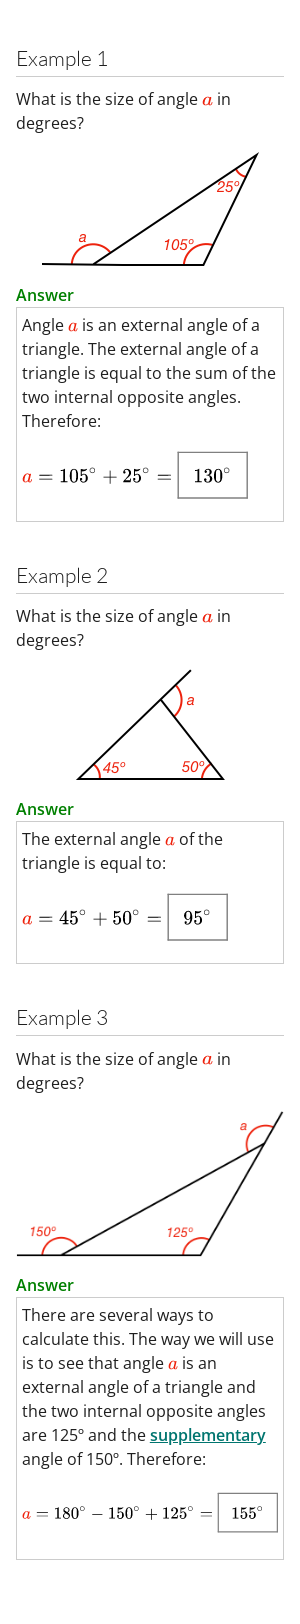 Example 1
What is the size of angle a in
degrees?
25°
a
105°
Answer
Angle a is an external angle of a
triangle. The external angle of a
triangle is equal to the sum of the
two internal opposite angles.
Therefore:
a = 105° + 25° = 130°
Example 2
What is the size of angle a in
degrees?
a
45°
50°
Answer
The external angle a of the
triangle is equal to:
a = 45° + 50° = 95°
Example 3
What is the size of angle a in
degrees?
a
150°
125°
Answer
There are several ways to
calculate this. The way we will use
is to see that angle a is an
external angle of a triangle and
the two internal opposite angles
are 125° and the supplementary
angle of 150°. Therefore:
a = 180° − 150° + 125° = 155°